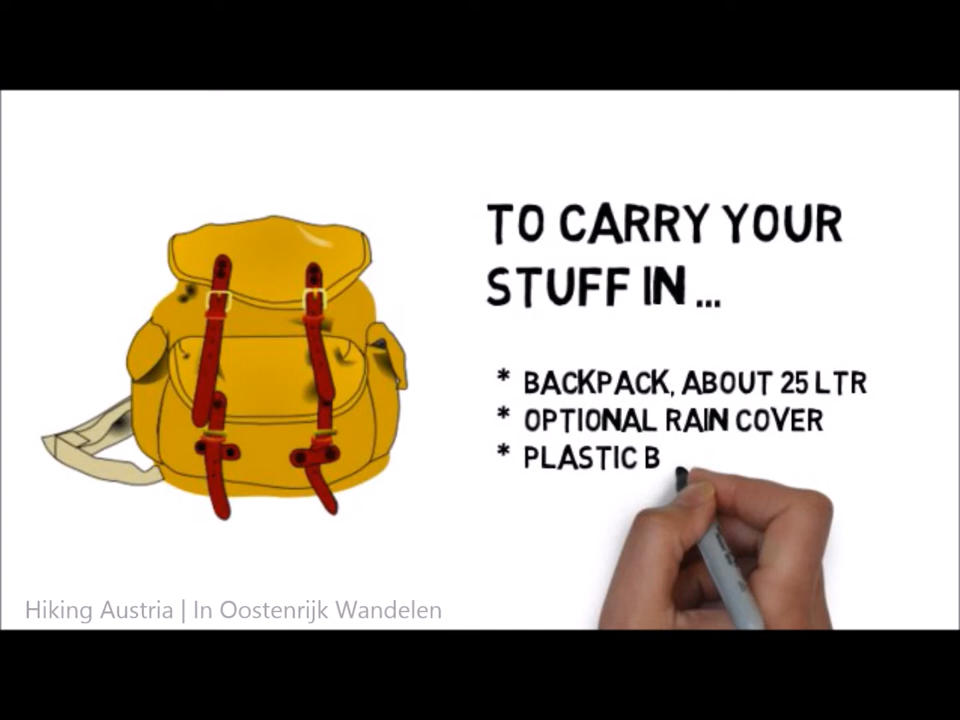 TO CARRY YOUR
STUFF IN ...
* BACKPACK, ABOUT 25 LTR
* OPTIONAL RAIN COVER
* PLASTIC B
Hiking Austria | In Oostenrijk Wandelen